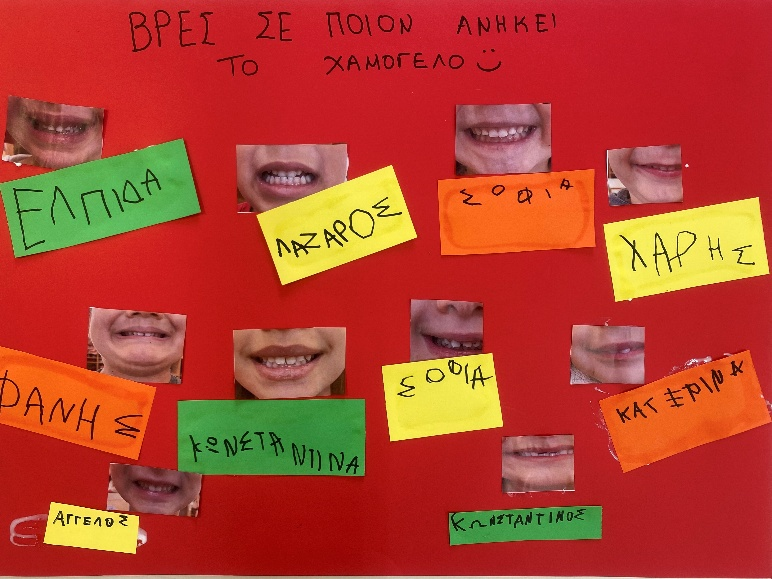 ΒΡΕΣ ΣΕ ΠΟΙΟΝ ΑΝΗΚΕΙ
ΤΟ ΧΑΜΟΓΕΛΟ
ΕΛΠΙΔΑ
ΛΑΖΑΡΟΣ
ΣΟΦΙΑ
ΧΑΡΗΣ
ΦΑΝΗΣ
ΚΩΝΣΤΑΝΤΙΝΑ
ΣΟΦΙΑ
ΚΑΤΕΡΙΝΑ
ΑΓΓΕΛΟΣ
ΚΩΝΣΤΑΝΤΙΝΟΣ